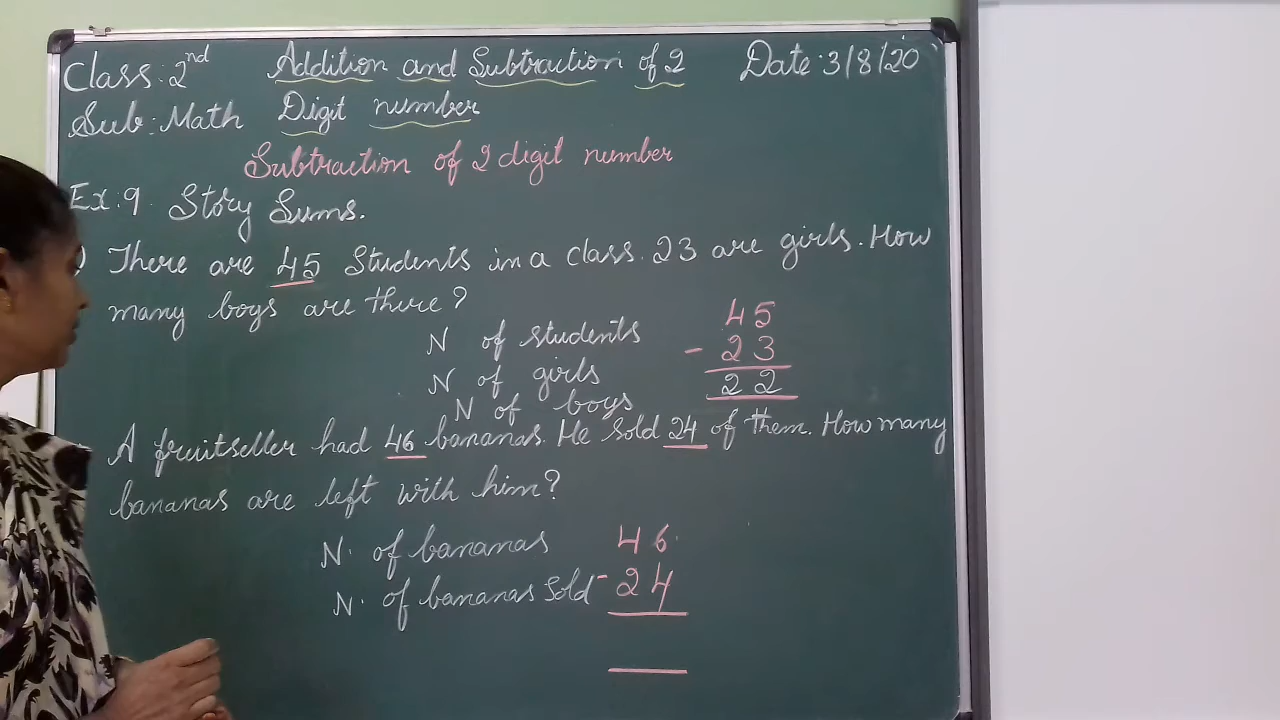 Class: 2nd Addition and Subtraction of 2 Date: 3/8/20
Sub: Math Digit number
Subtraction of 2 digit number
Ex: 9. Story Sums.
) There are 45 Students in a class. 23 are girls. How
many boys are there?
N of students 45
N of girls - 23
N of boys 22
A fruitseller had 46 bananas. He sold 24 of them. How many
bananas are left with him?
N. of bananas 46
N. of bananas sold - 24